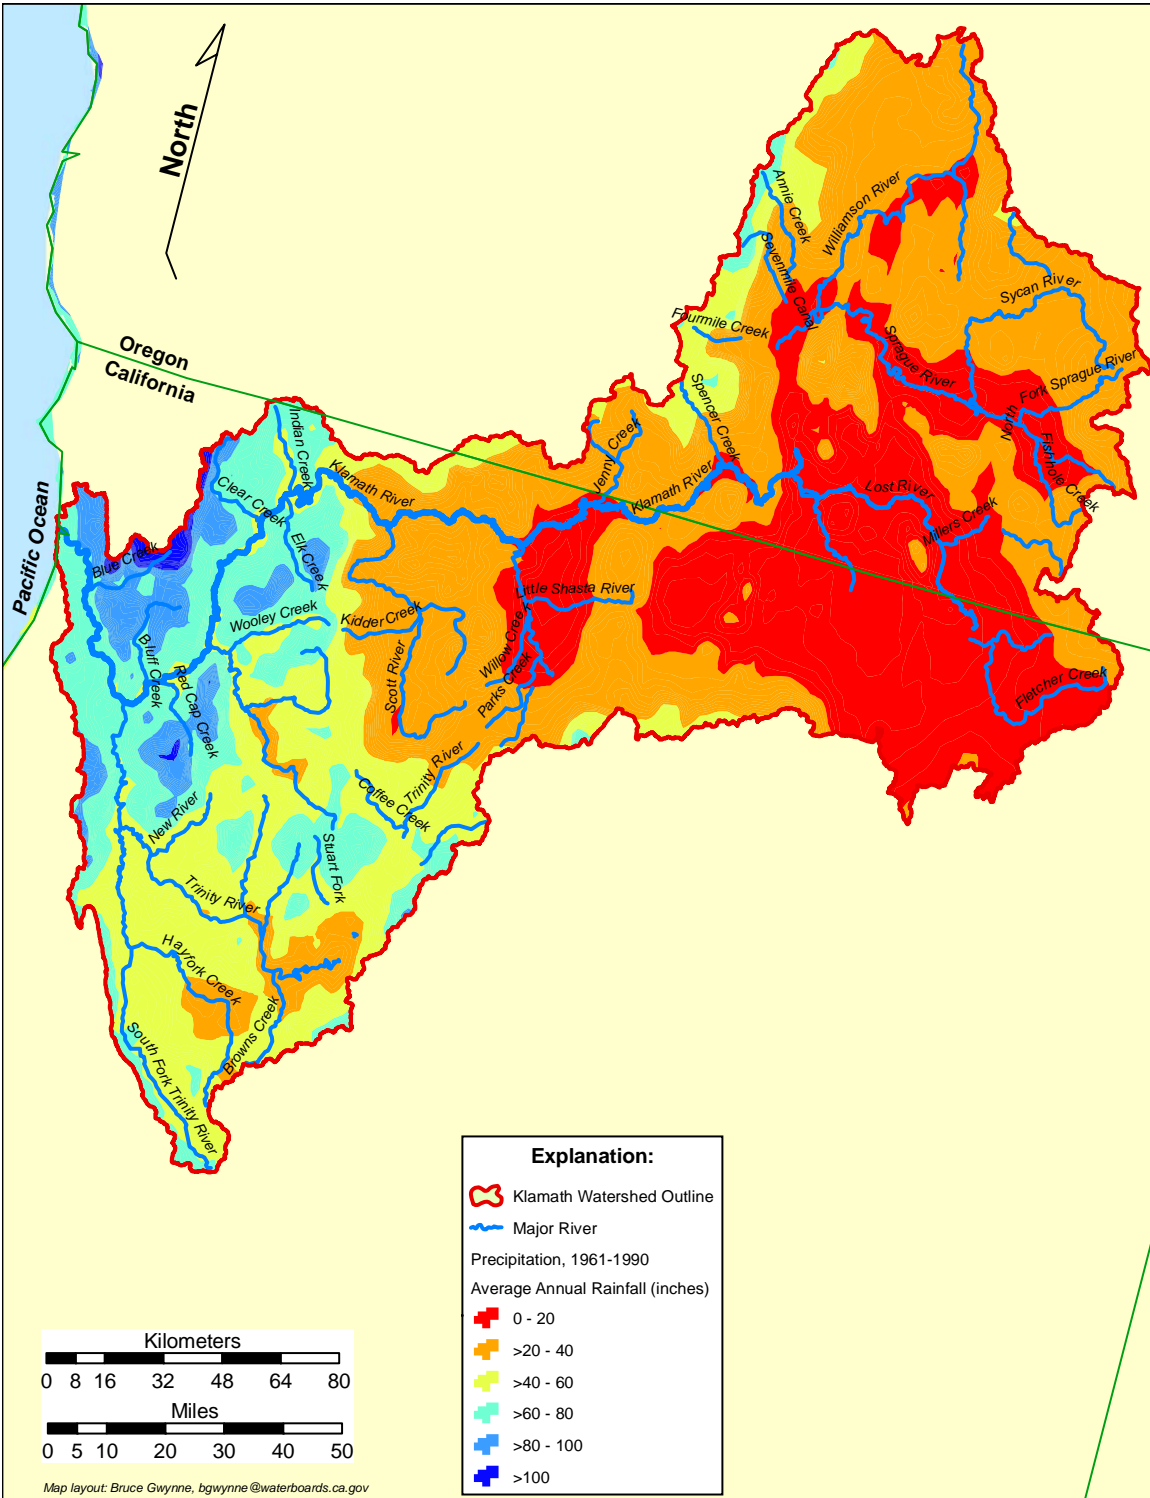 North
Oregon
California
Pacific Ocean
Annie Creek
Williamson River
Sevenmile Canal
Sycan River
Fourmile Creek
Sprague River
North Fork Sprague River
Spencer Creek
Fishhole Creek
Indian Creek
Jenny Creek
Klamath River
Klamath River
Lost River
Millers Creek
Clear Creek
Elk Creek
Blue Creek
Little Shasta River
Wooley Creek
Kidder Creek
Willow Creek
Bluff Creek
Red Cap Creek
Scott River
Parks Creek
Fletcher Creek
Trinity River
Coffee Creek
New River
Stuart Fork
Trinity River
Hayfork Creek
Browns Creek
South Fork Trinity River
Explanation:
Klamath Watershed Outline
Major River
Precipitation, 1961-1990
Average Annual Rainfall (inches)
0 - 20
>20 - 40
>40 - 60
>60 - 80
>80 - 100
>100
Kilometers
0 8 16 32 48 64 80
Miles
0 5 10 20 30 40 50
Map layout: Bruce Gwynne, bgwynne@waterboards.ca.gov